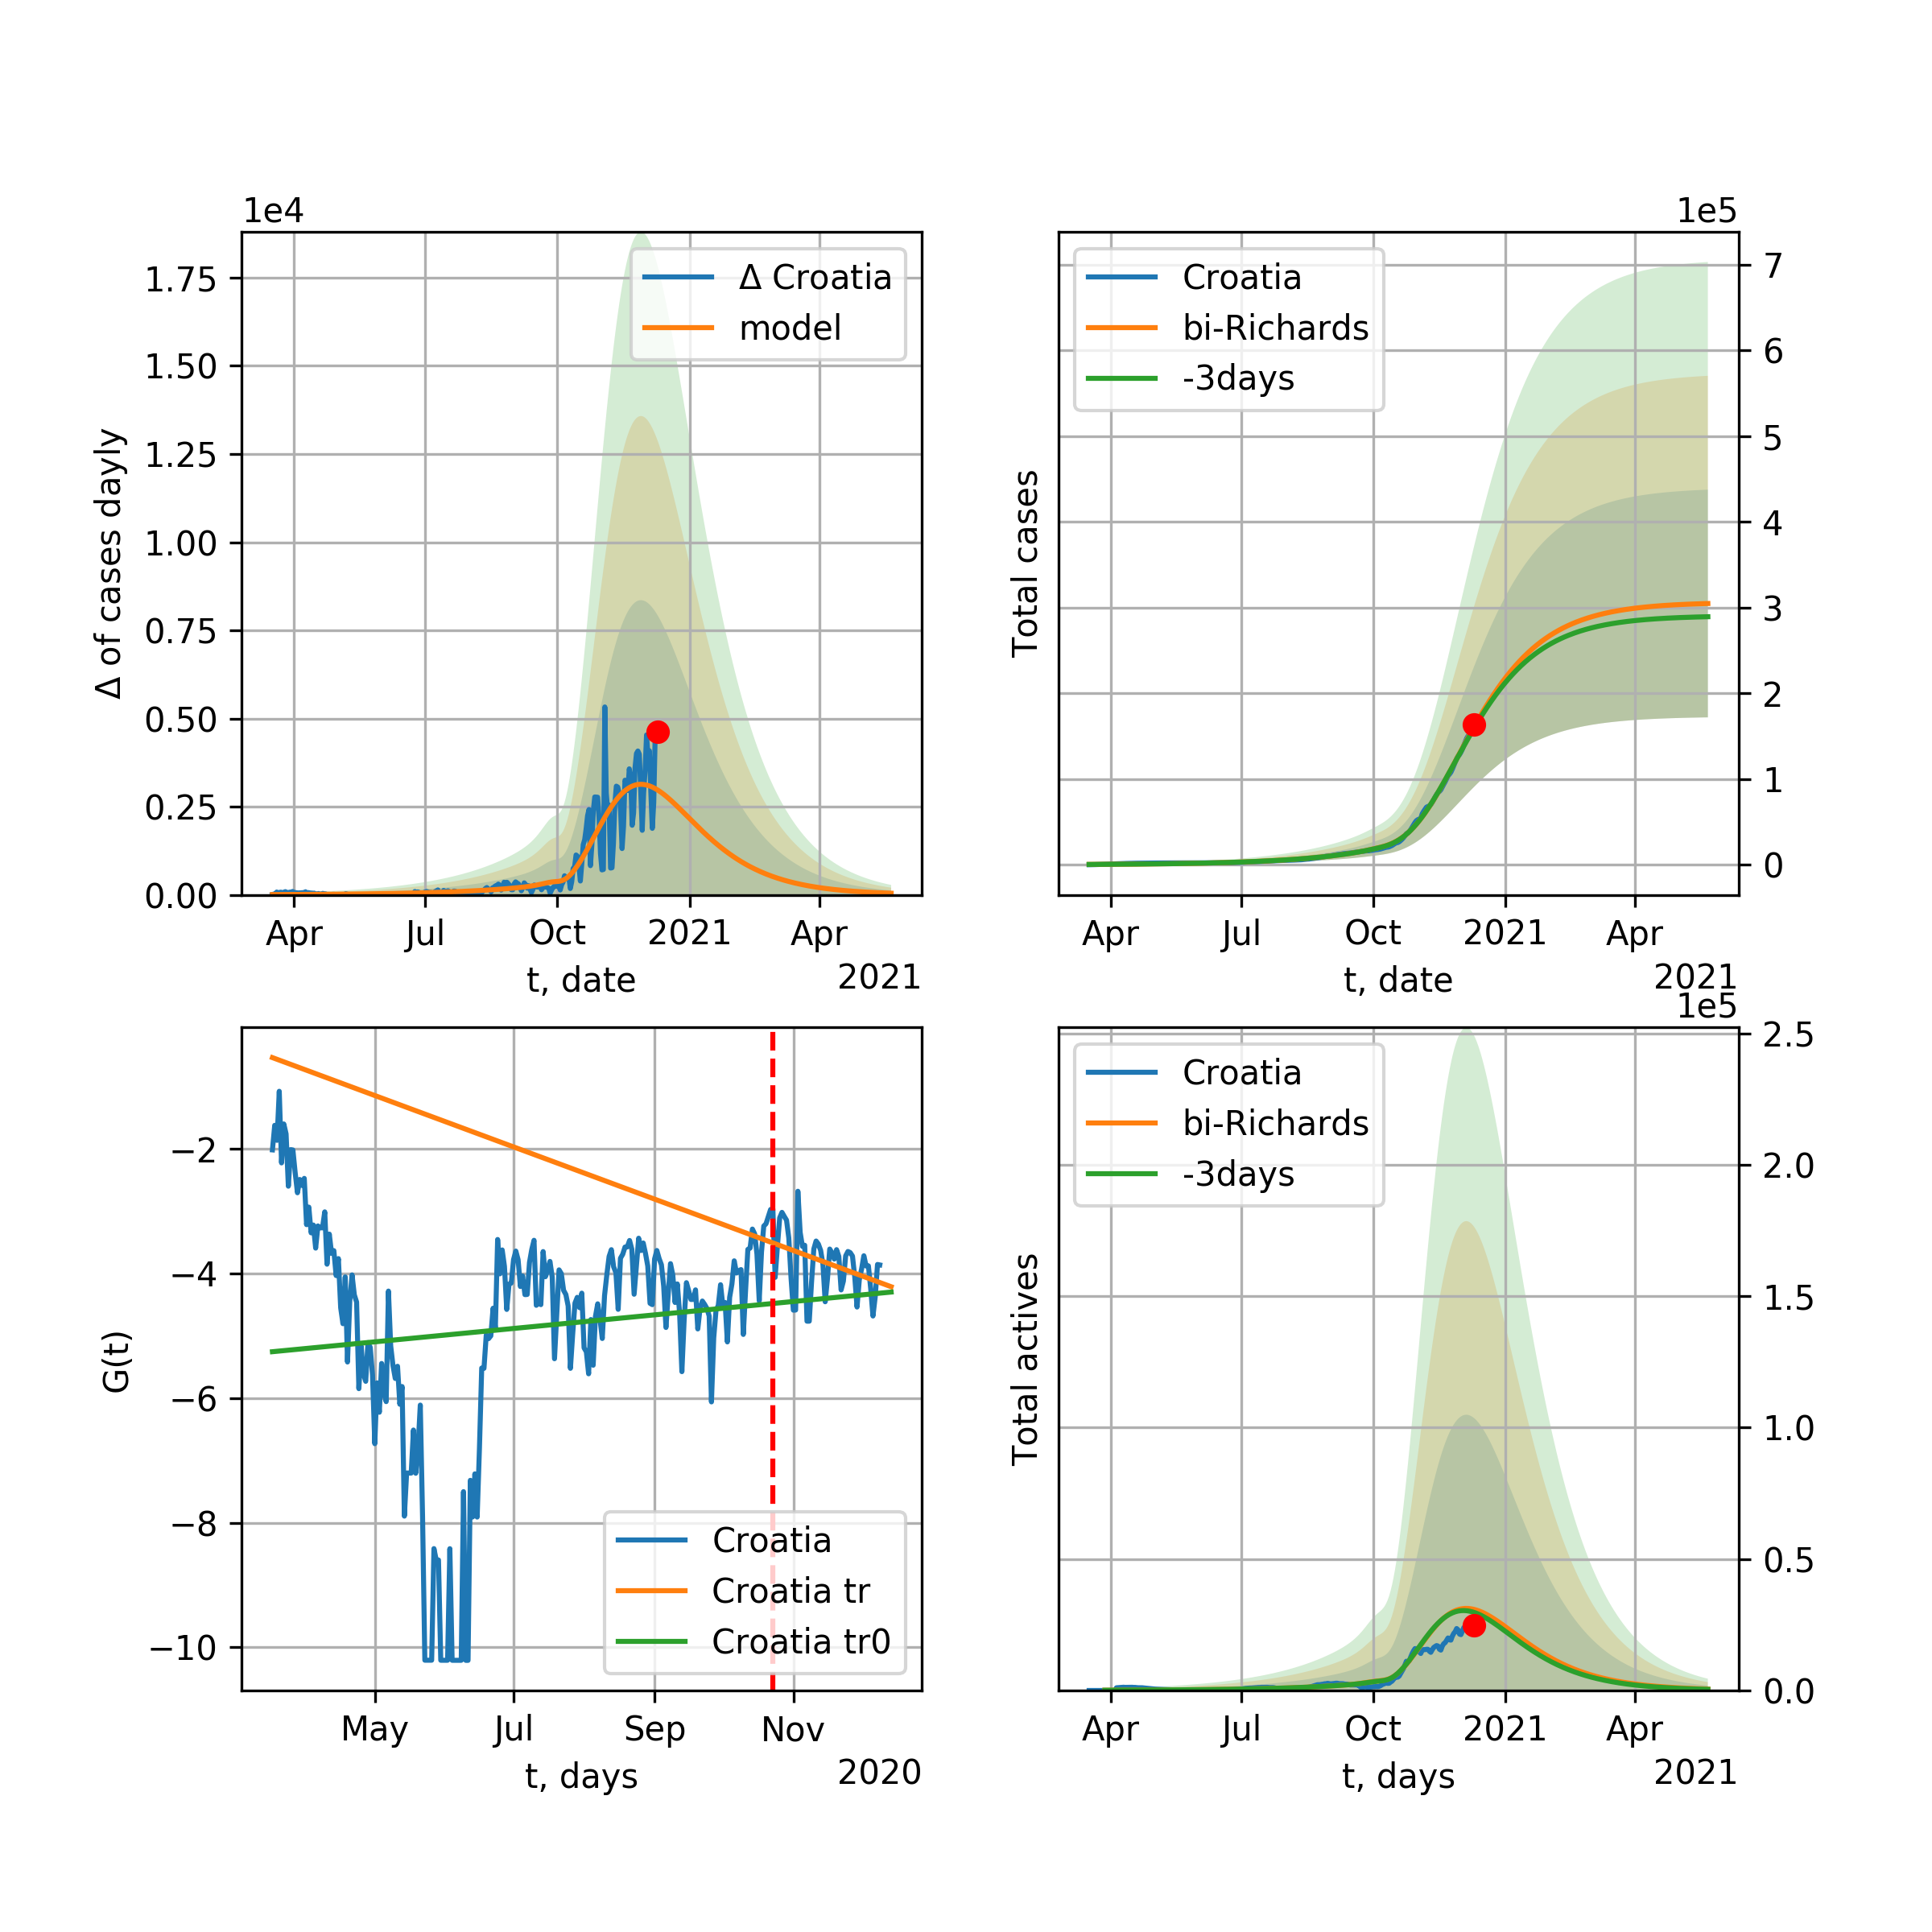 1e4
Δ of cases dayly
1.75
1.50
1.25
1.00
0.75
0.50
0.25
0.00
Δ Croatia
model
Apr
Jul
Oct
2021
Apr
t, date
2021
1e5
Total cases
Croatia
bi-Richards
-3days
7
6
5
4
3
2
1
0
Apr
Jul
Oct
2021
Apr
t, date
2021
G(t)
−2
−4
−6
−8
−10
Croatia
Croatia tr
Croatia tr0
May
Jul
Sep
Nov
t, days
2020
1e5
Total actives
Croatia
bi-Richards
-3days
2.5
2.0
1.5
1.0
0.5
0.0
Apr
Jul
Oct
2021
Apr
t, days
2021